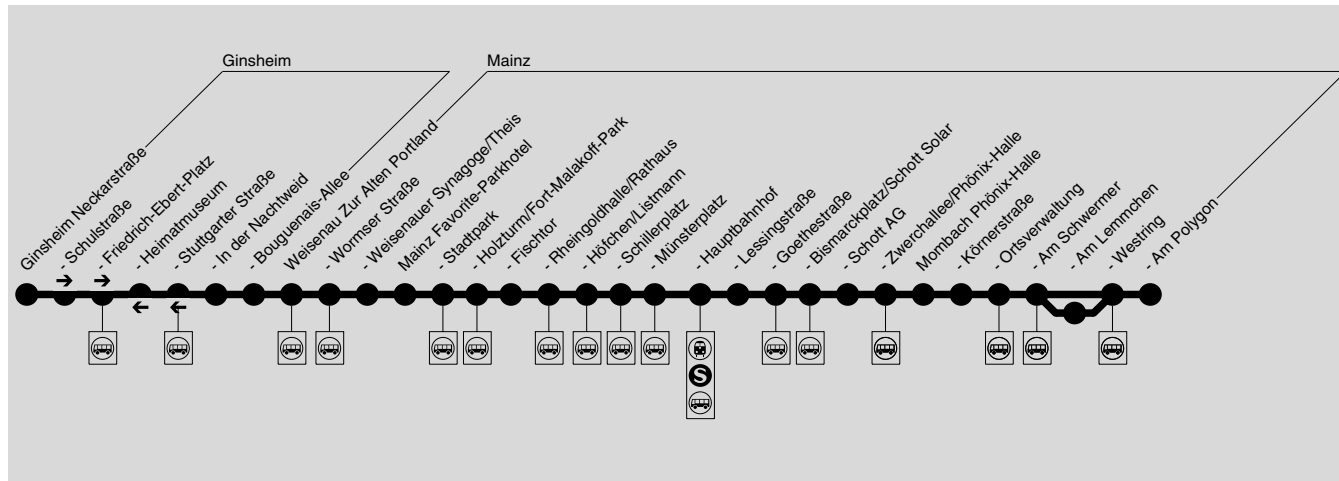 Ginsheim
Mainz
Ginsheim Neckarstraße
- Schulstraße
- Friedrich-Ebert-Platz
- Heimatmuseum
- Stuttgarter Straße
- In der Nachtweid
- Bouguenais-Allee
Weisenau Zur Alten Portland
- Wormser Straße
- Weisenauer Synagoge/Theis
Mainz Favorite-Parkhotel
- Stadtpark
- Holzturm/Fort-Malakoff-Park
- Fischtor
- Rheingoldhalle/Rathaus
- Höfchen/Listmann
- Schillerplatz
- Münsterplatz
- Hauptbahnhof
- Lessingstraße
- Goethestraße
- Bismarckplatz/Schott Solar
- Schott AG
- Zwerchallee/Phönix-Halle
Mombach Phönix-Halle
- Körnerstraße
- Ortsverwaltung
- Am Schwermer
- Am Lemmchen
- Westring
- Am Polygon
S